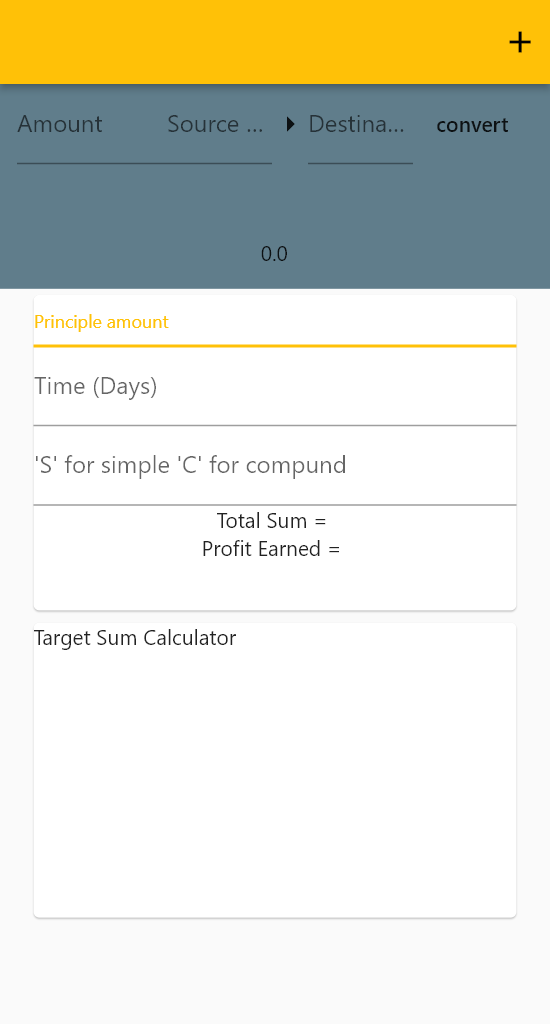 +
Amount Source ... Destina... convert
0.0
Principle amount
Time (Days)
'S' for simple 'C' for compund
Total Sum =
Profit Earned =
Target Sum Calculator